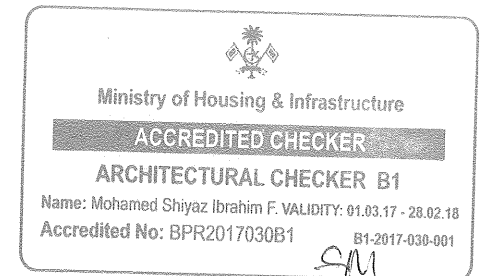 Ministry of Housing & Infrastructure
ACCREDITED CHECKER
ARCHITECTURAL CHECKER B1
Name: Mohamed Shiyaz Ibrahim F. VALIDITY: 01.03.17 - 28.02.18
Accredited No: BPR2017030B1 B1-2017-030-001